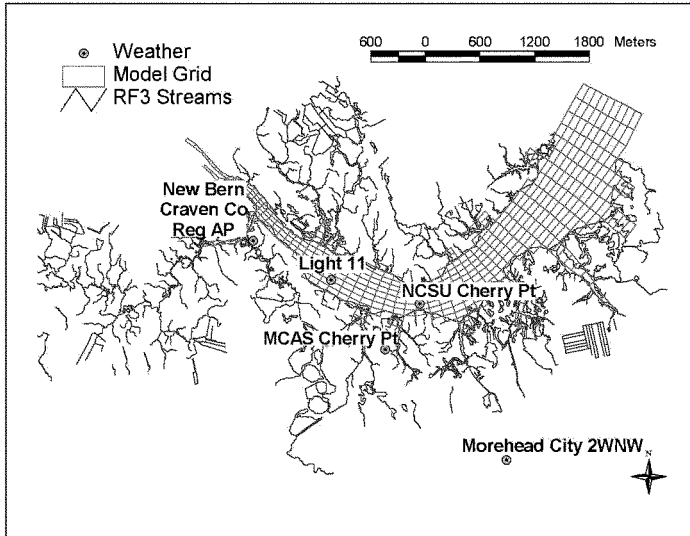 Weather
Model Grid
RF3 Streams
600 0 600 1200 1800 Meters
New Bern
Craven Co
Reg AP
Light 11
NCSU Cherry Pt
MCAS Cherry Pt
Morehead City 2WNW
N